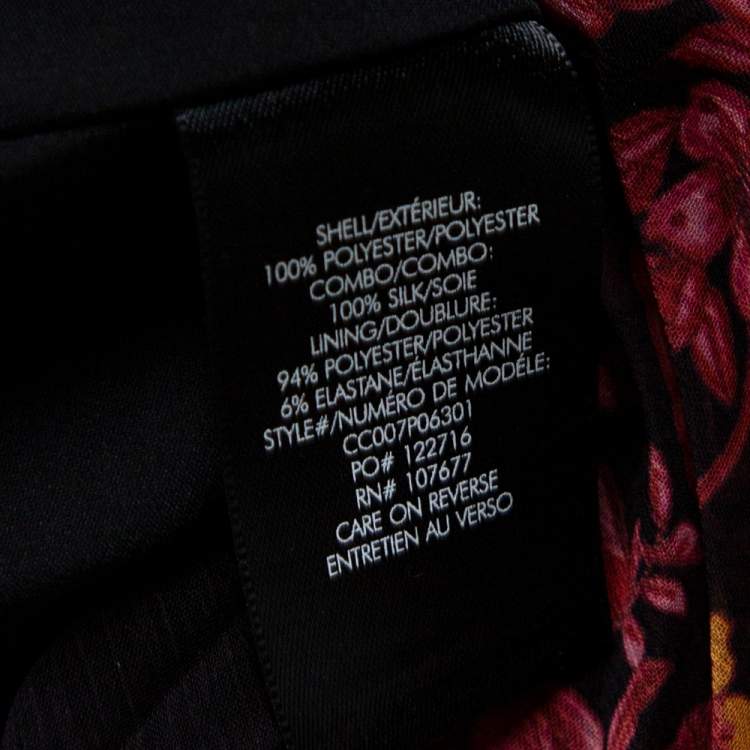 SHELL/EXTÉRIEUR:
100% POLYESTER/POLYESTER
COMBO/COMBO:
100% SILK/SOIE
LINING/DOUBLURE:
94% POLYESTER/POLYESTER
6% ELASTANE/ÉLASTHANNE
STYLE#/NUMÉRO DE MODÉLE:
CC007P06301
PO# 122716
RN# 107677
CARE ON REVERSE
ENTRETIEN AU VERSO